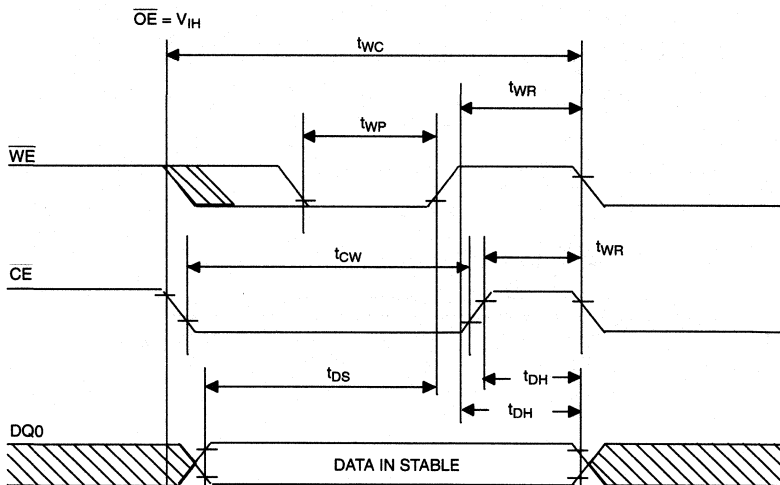 OE = VIH
tWC
tWR
tWP
WE
tCW
tWR
CE
tDS
tDH
tDH
DQ0
DATA IN STABLE